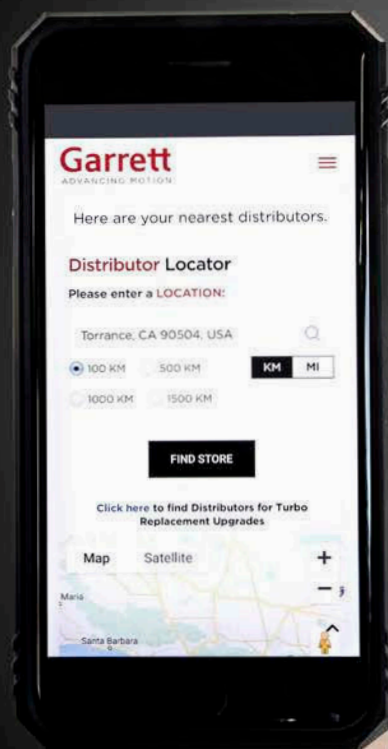 Garrett
ADVANCING MOTION
Here are your nearest distributors.
Distributor Locator
Please enter a LOCATION:
Torrance, CA 90504, USA
100 KM 500 KM KM MI
1000 KM 1500 KM
FIND STORE
Click here to find Distributors for Turbo
Replacement Upgrades
Map Satellite +
−
Santa Barbara